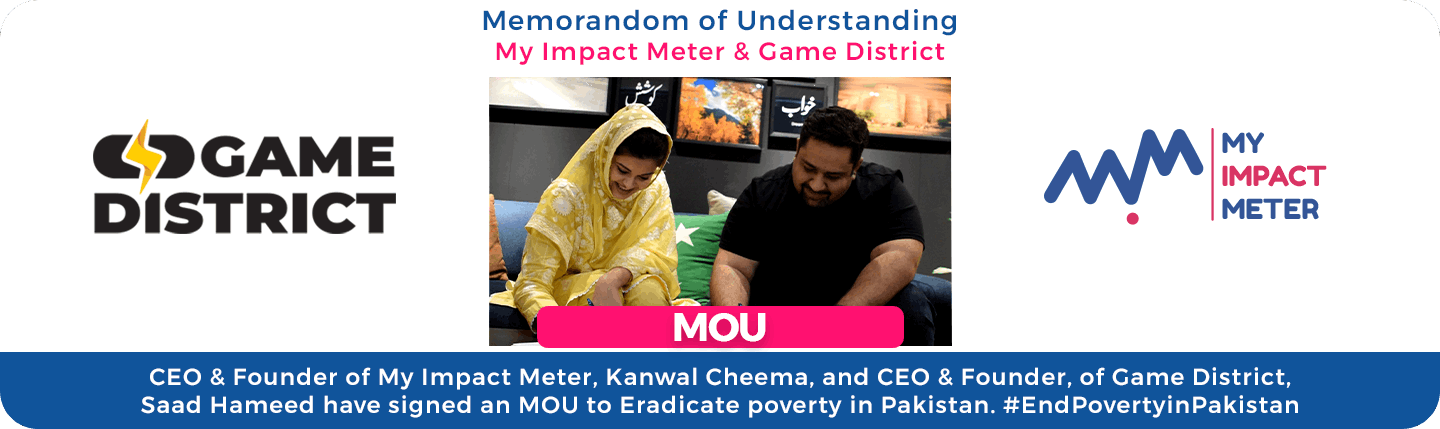 Memorandom of Understanding
My Impact Meter & Game District
GAME
DISTRICT
کوشش
خواب
MY
IMPACT
METER
MOU
CEO & Founder of My Impact Meter, Kanwal Cheema, and CEO & Founder, of Game District,
Saad Hameed have signed an MOU to Eradicate poverty in Pakistan. #EndPovertyinPakistan